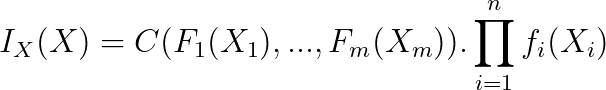 $I_X(X) = C(F_1(X_1), ..., F_m(X_m)). \prod_{i=1}^{n} f_i(X_i)$